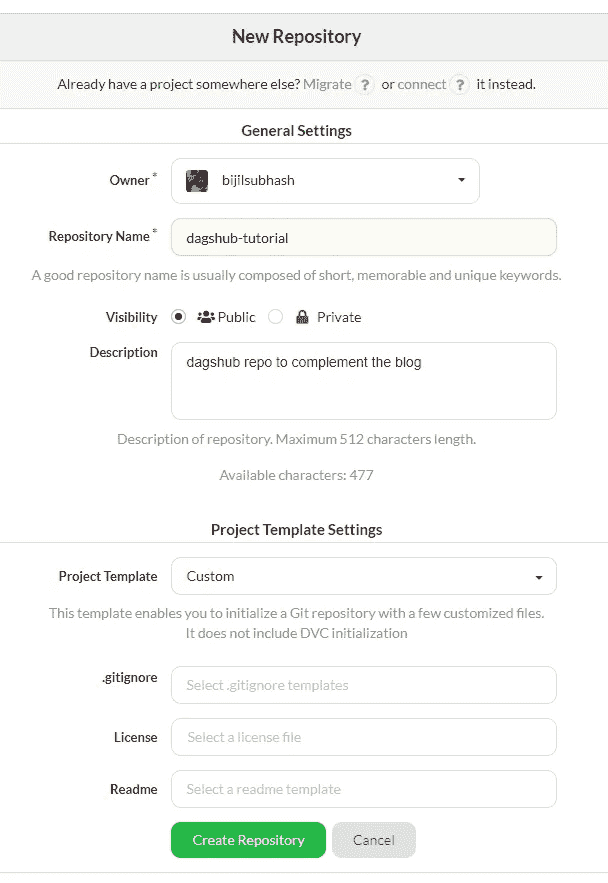 New Repository
Already have a project somewhere else? Migrate ? or connect ? it instead.
General Settings
Owner * bijilsubhash
Repository Name * dagshub-tutorial
A good repository name is usually composed of short, memorable and unique keywords.
Visibility Public Private
Description dagshub repo to complement the blog
Description of repository. Maximum 512 characters length.
Available characters: 477
Project Template Settings
Project Template Custom
This template enables you to initialize a Git repository with a few customized files.
It does not include DVC initialization
.gitignore Select .gitignore templates
License Select a license file
Readme Select a readme template
Create Repository Cancel